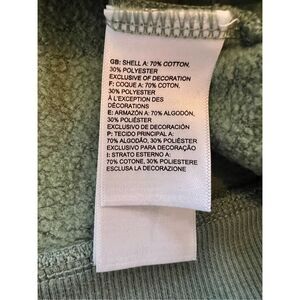 GB: SHELL A: 70% COTTON,
30% POLYESTER
EXCLUSIVE OF DECORATION
F: COQUE A: 70% COTON,
30% POLYESTER
À L'EXCEPTION DES
DÉCORATIONS
E: ARMAZÓN A: 70% ALGODÓN,
30% POLIÉSTER
EXCLUSIVO DE DECORACIÓN
P: TECIDO PRINCIPAL A:
70% ALGODÃO, 30% POLIÉSTER
EXCLUSIVO PARA DECORAÇÃO
I: STRATO ESTERNO A:
70% COTONE, 30% POLIESTERE
ESCLUSA LA DECORAZIONE